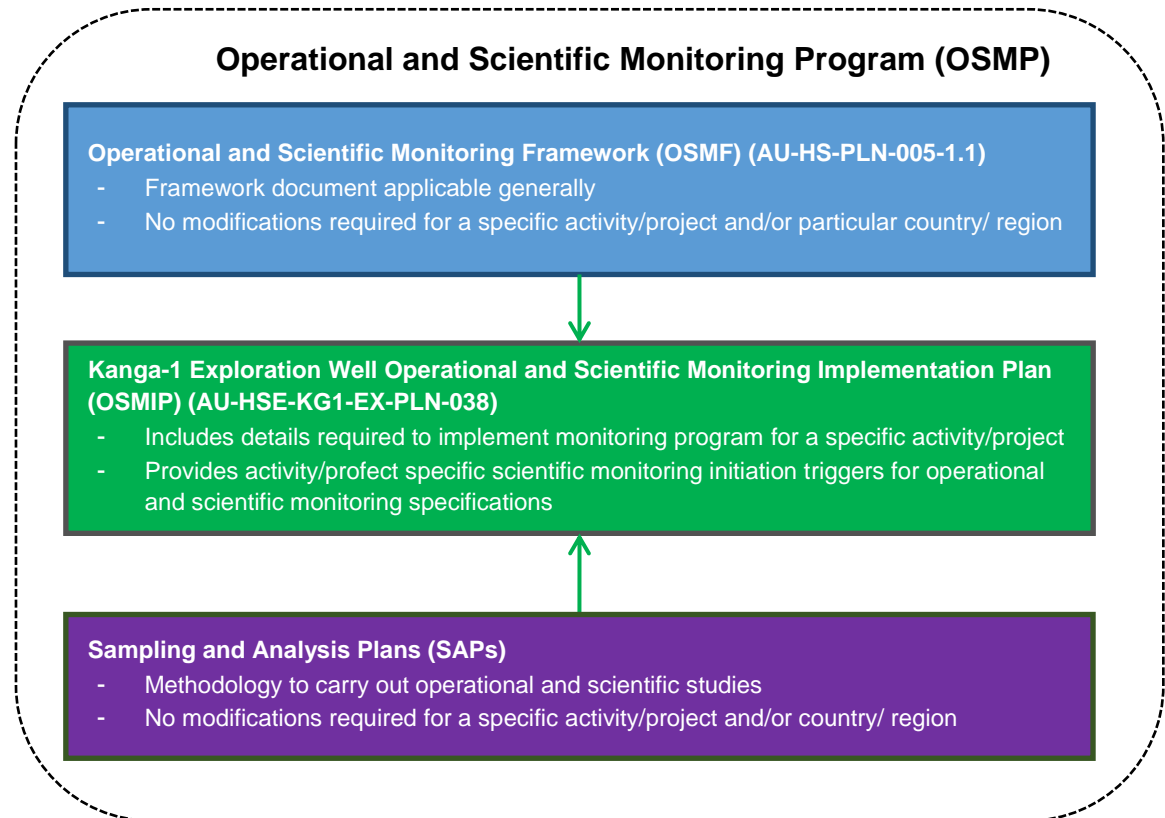 Operational and Scientific Monitoring Program (OSMP)
Operational and Scientific Monitoring Framework (OSMF) (AU-HS-PLN-005-1.1)
- Framework document applicable generally
- No modifications required for a specific activity/project and/or particular country/ region
Kanga-1 Exploration Well Operational and Scientific Monitoring Implementation Plan
(OSMIP) (AU-HSE-KG1-EX-PLN-038)
- Includes details required to implement monitoring program for a specific activity/project
- Provides activity/profect specific scientific monitoring initiation triggers for operational
and scientific monitoring specifications
Sampling and Analysis Plans (SAPs)
- Methodology to carry out operational and scientific studies
- No modifications required for a specific activity/project and/or country/ region